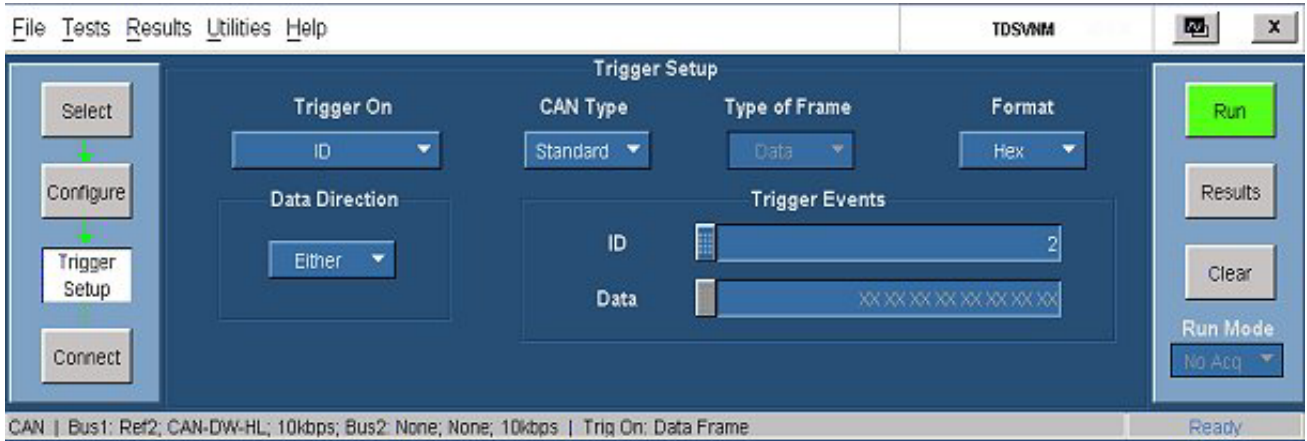 File Tests Results Utilities Help TDSVNM X
Trigger Setup
Select
Trigger On CAN Type Type of Frame Format
Run
ID Standard Data Hex
Configure
Data Direction Trigger Events
Results
ID 2
Either
Trigger
Setup
Clear
Data XX XX XX XX XX XX XX XX
Run Mode
Connect
No Acq
CAN | Bus1: Ref2; CAN-DW-HL; 10kbps; Bus2: None; None; 10kbps | Trig On: Data Frame Ready